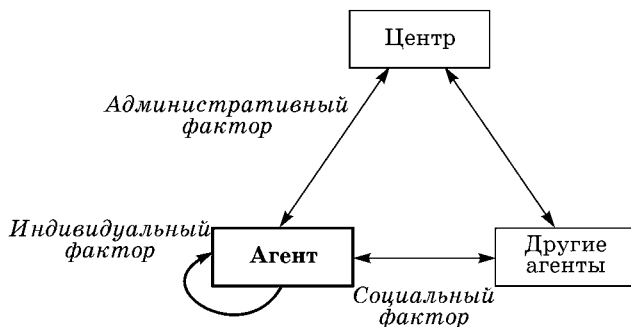 Центр
Административный
фактор
Индивидуальный
фактор
Агент
Другие
агенты
Социальный
фактор